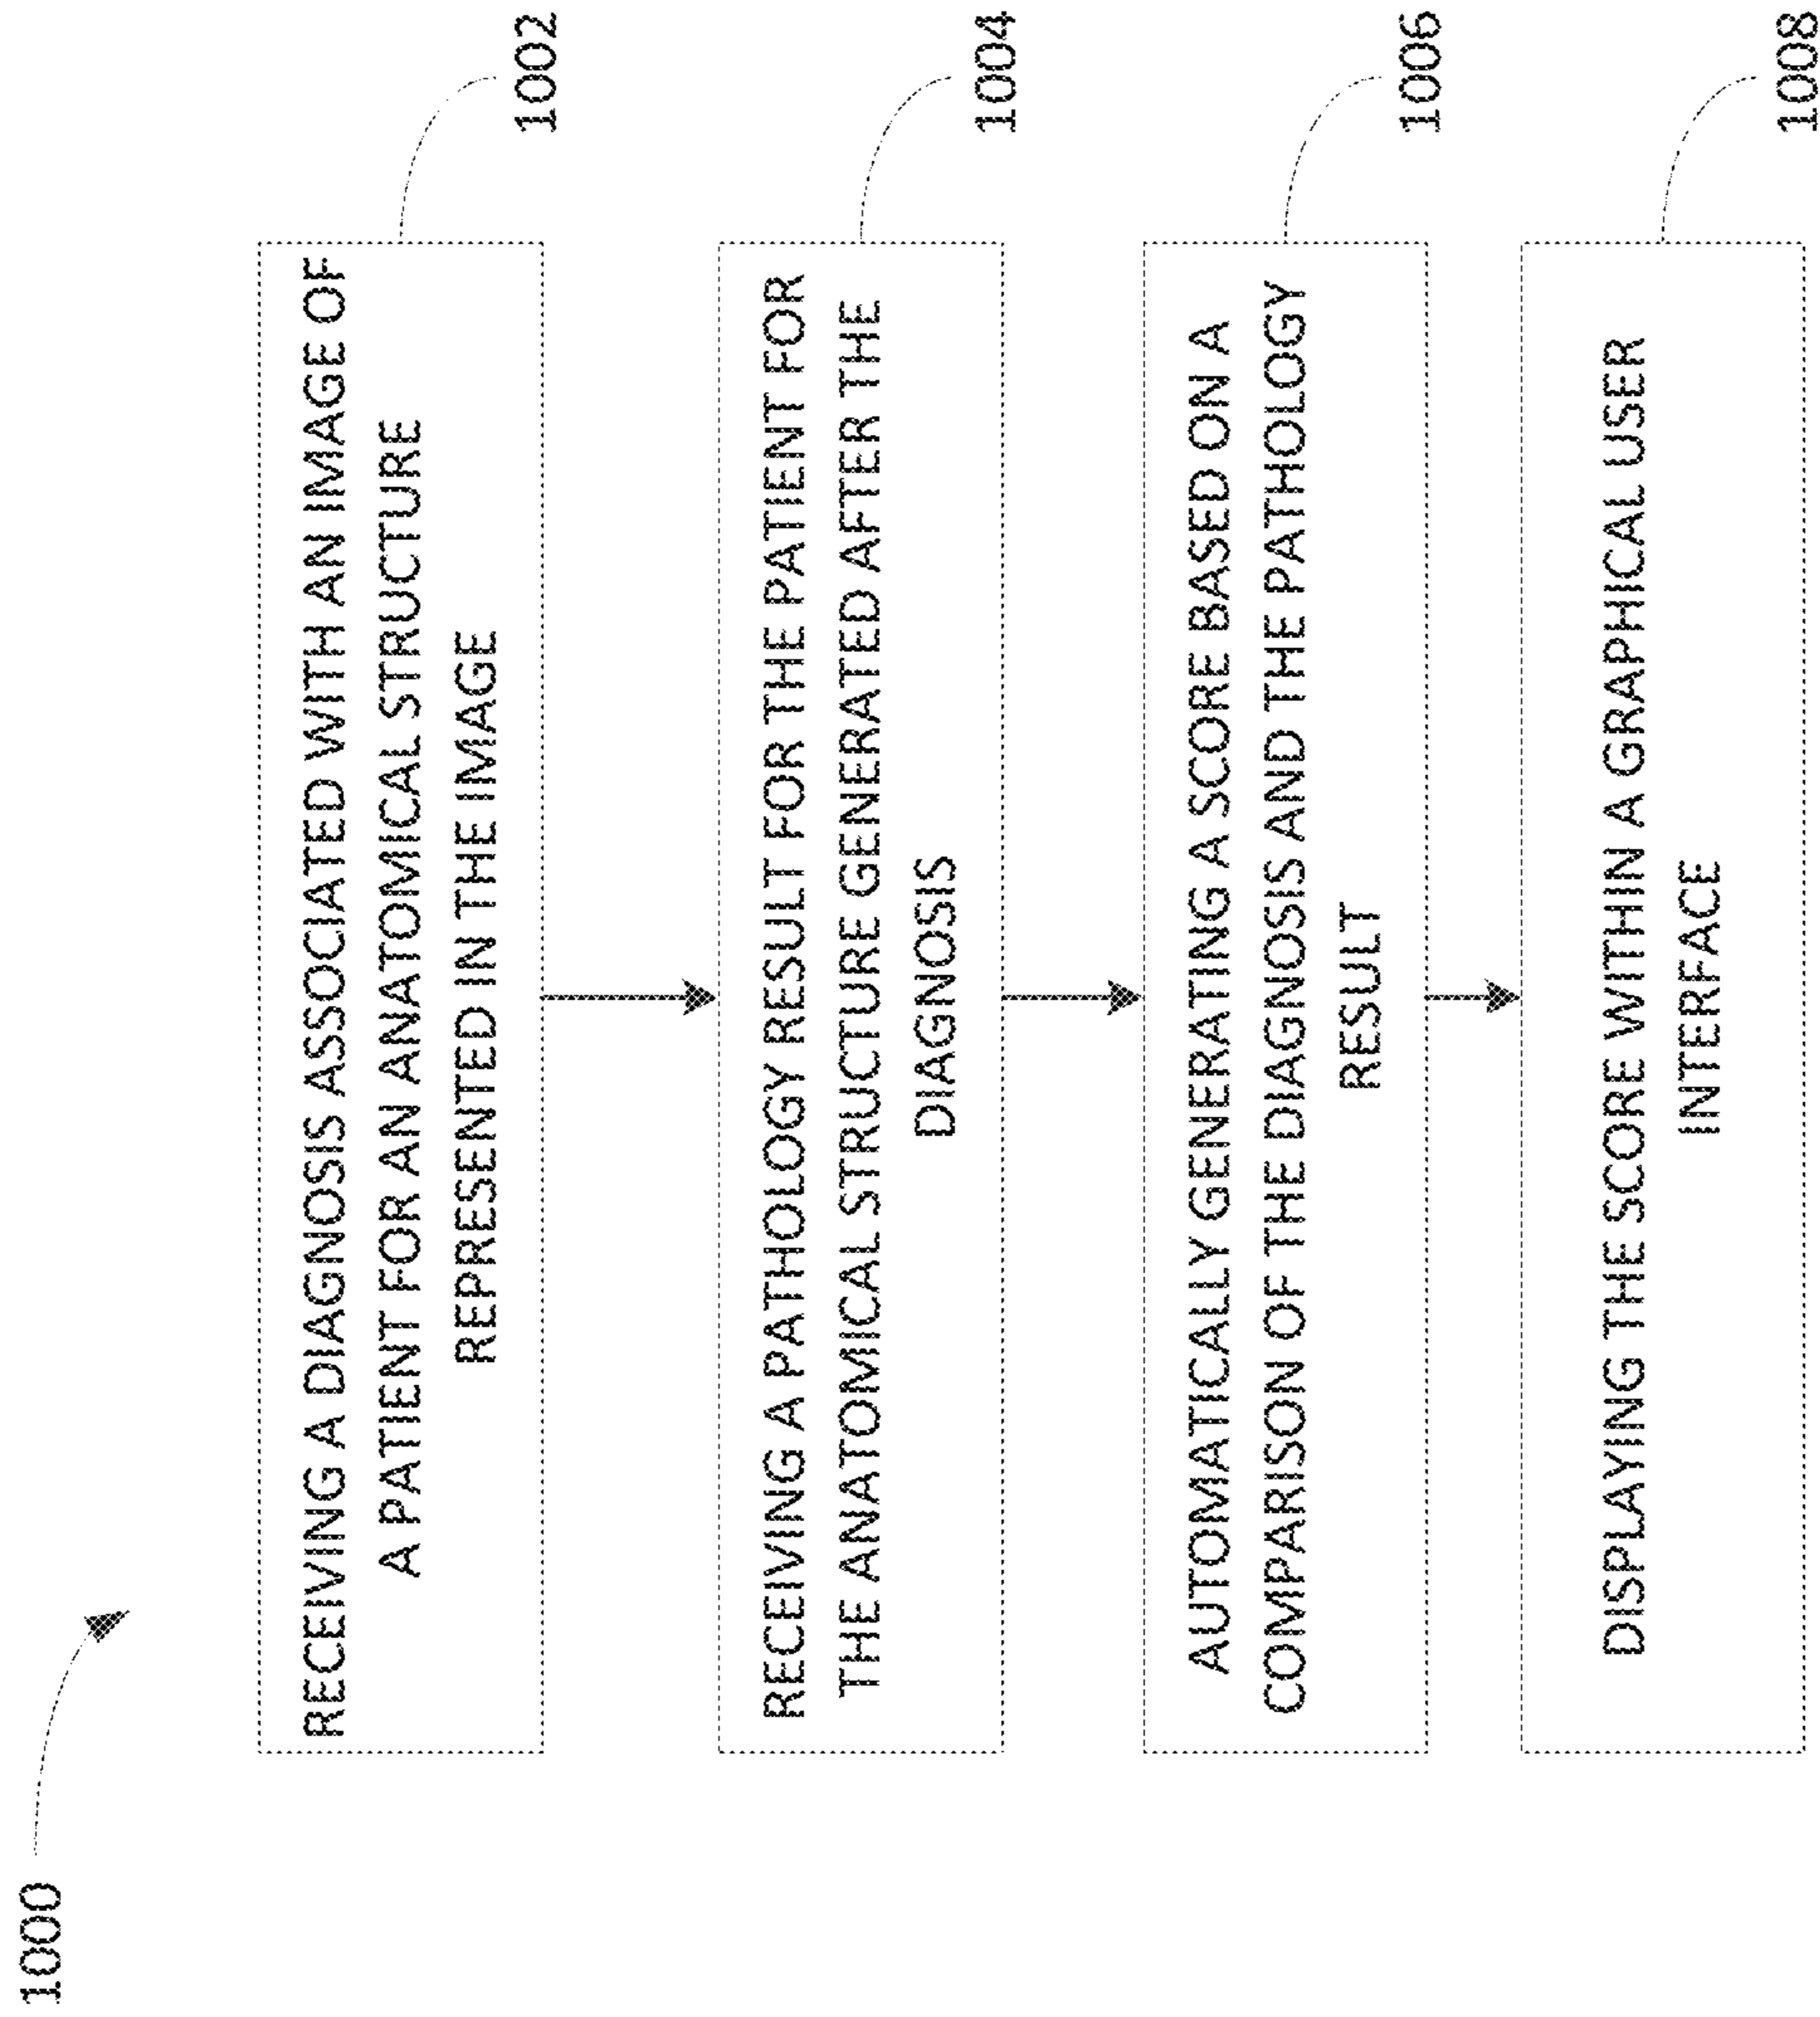 1000
RECEIVING A DIAGNOSIS ASSOCIATED WITH AN IMAGE OF
A PATIENT FOR AN ANATOMICAL STRUCTURE
REPRESENTED IN THE IMAGE
1002
RECEIVING A PATHOLOGY RESULT FOR THE PATIENT FOR
THE ANATOMICAL STRUCTURE GENERATED AFTER THE
DIAGNOSIS
1004
AUTOMATICALLY GENERATING A SCORE BASED ON A
COMPARISON OF THE DIAGNOSIS AND THE PATHOLOGY
RESULT
1006
DISPLAYING THE SCORE WITHIN A GRAPHICAL USER
INTERFACE
1008